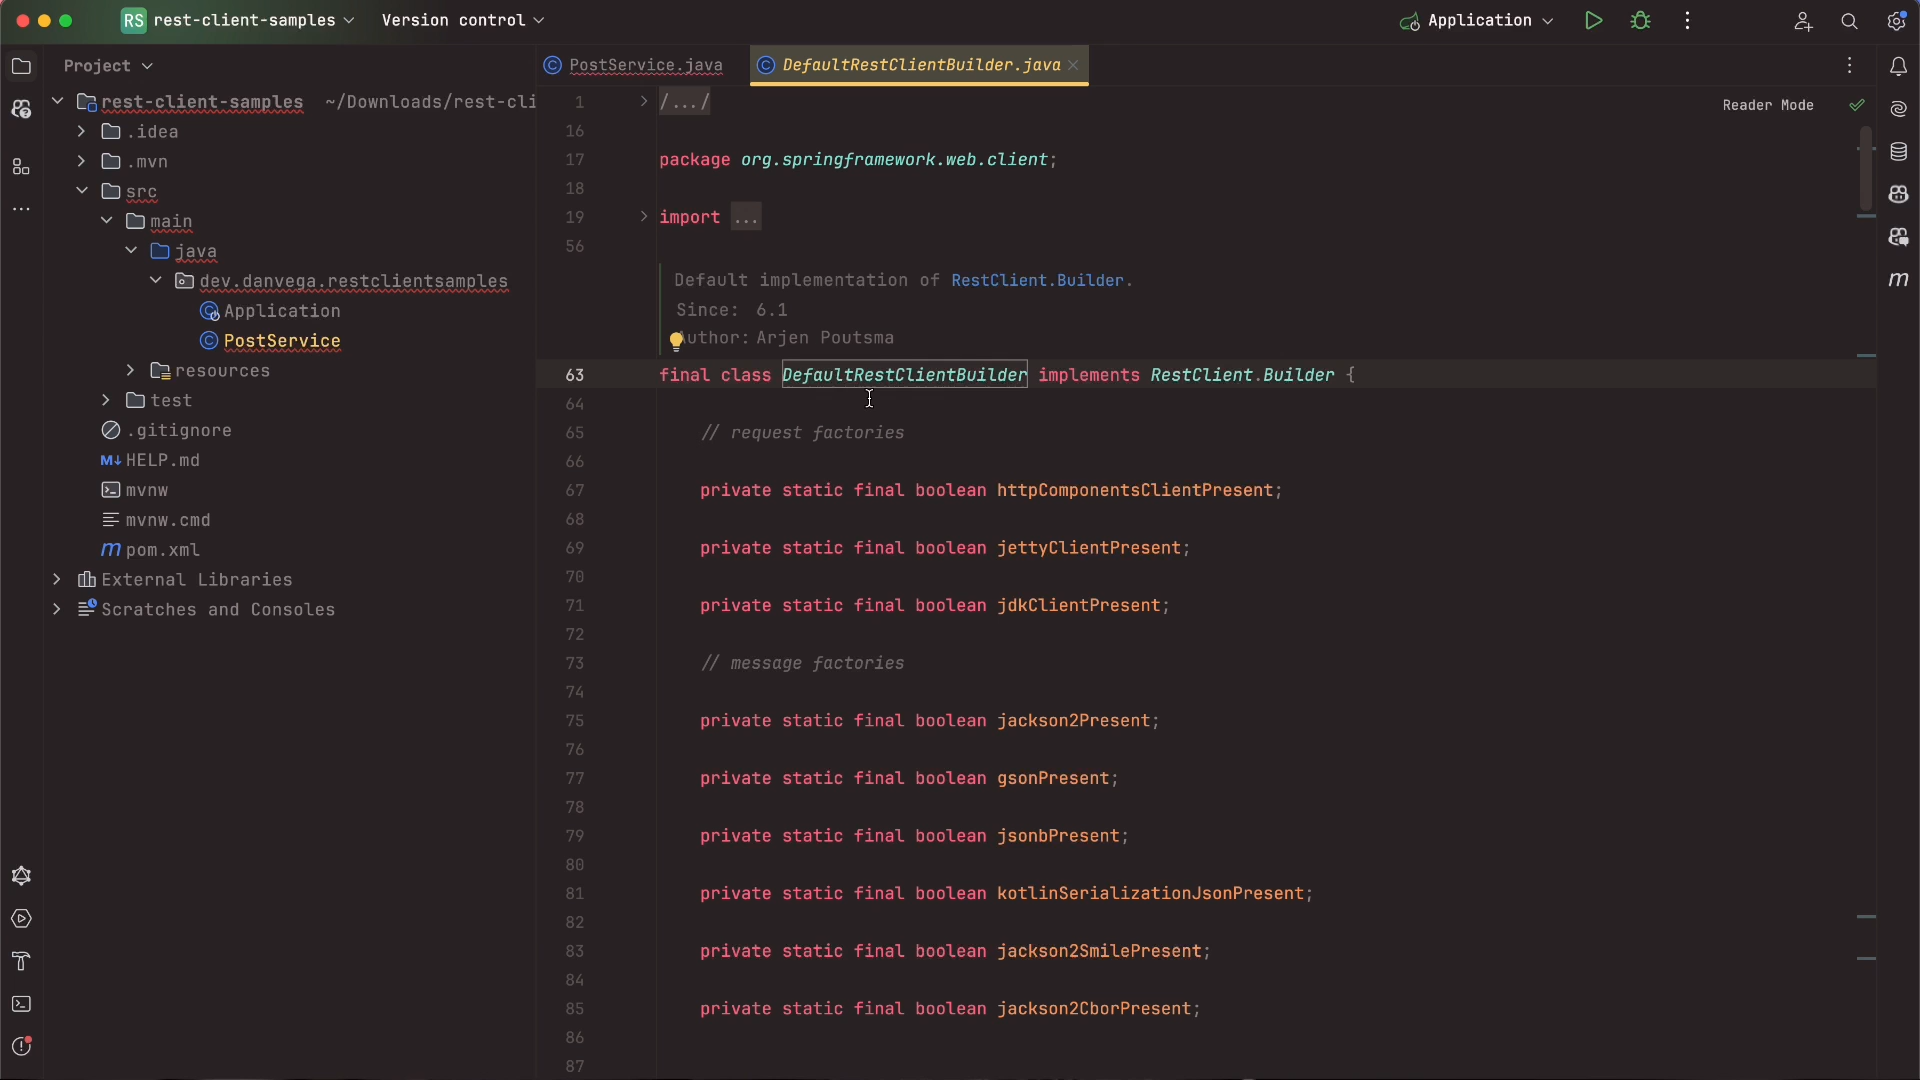 RS rest-client-samples Version control Application
Project
PostService.java DefaultRestClientBuilder.java
rest-client-samples ~/Downloads/rest-cli
.idea
.mvn
src
main
java
dev.danvega.restclientsamples
Application
PostService
resources
test
.gitignore
M↓ HELP.md
mvnw
mvnw.cmd
m pom.xml
External Libraries
Scratches and Consoles
Reader Mode
1 /.../
16
17 package org.springframework.web.client;
18
19 import ...
56
Default implementation of RestClient.Builder.
Since: 6.1
Author: Arjen Poutsma
63 final class DefaultRestClientBuilder implements RestClient.Builder {
64
65 // request factories
66
67 private static final boolean httpComponentsClientPresent;
68
69 private static final boolean jettyClientPresent;
70
71 private static final boolean jdkClientPresent;
72
73 // message factories
74
75 private static final boolean jackson2Present;
76
77 private static final boolean gsonPresent;
78
79 private static final boolean jsonbPresent;
80
81 private static final boolean kotlinSerializationJsonPresent;
82
83 private static final boolean jackson2SmilePresent;
84
85 private static final boolean jackson2CborPresent;
86
87
m